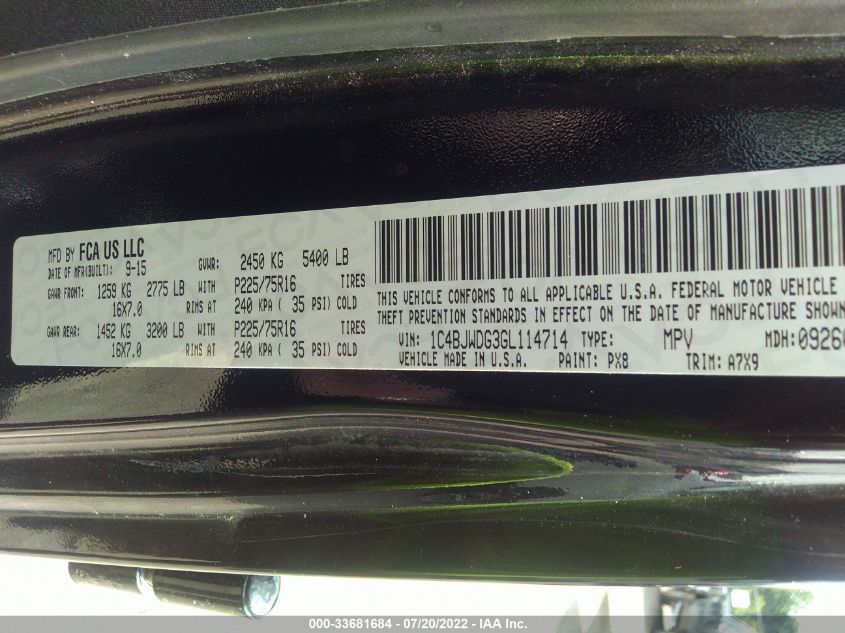 MFD BY FCA US LLC
DATE OF MFR(BUILT): 9-15 GVWR: 2450 KG 5400 LB
GAWR FRONT: 1259 KG 2775 LB WITH P225/75R16 TIRES
16X7.0 RIMS AT 240 KPA ( 35 PSI) COLD
GAWR REAR: 1452 KG 3200 LB WITH P225/75R16 TIRES
16X7.0 RIMS AT 240 KPA ( 35 PSI) COLD
THIS VEHICLE CONFORMS TO ALL APPLICABLE U.S.A. FEDERAL MOTOR VEHICLE
THEFT PREVENTION STANDARDS IN EFFECT ON THE DATE OF MANUFACTURE SHOWN
VIN: 1C4BJWDG3GL114714 TYPE: MPV MDH: 0926
VEHICLE MADE IN U.S.A. PAINT: PX8 TRIM: A7X9
000-33681684 / 07/20/2022 - IAA Inc.